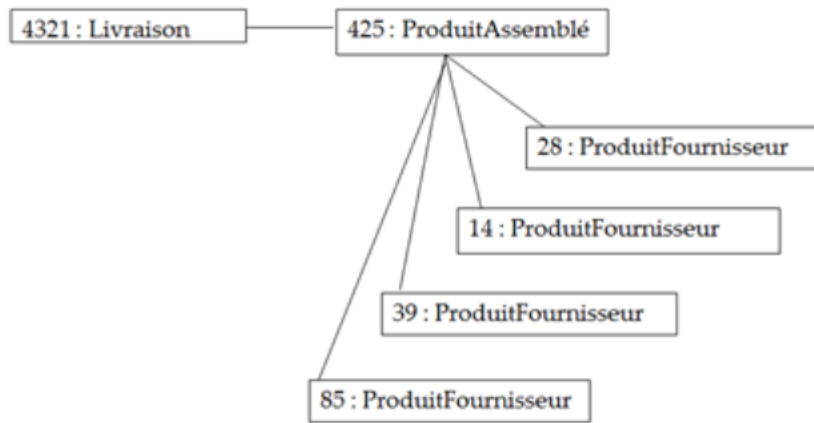 4321 : Livraison
425 : ProduitAssemblé
28 : ProduitFournisseur
14 : ProduitFournisseur
39 : ProduitFournisseur
85 : ProduitFournisseur